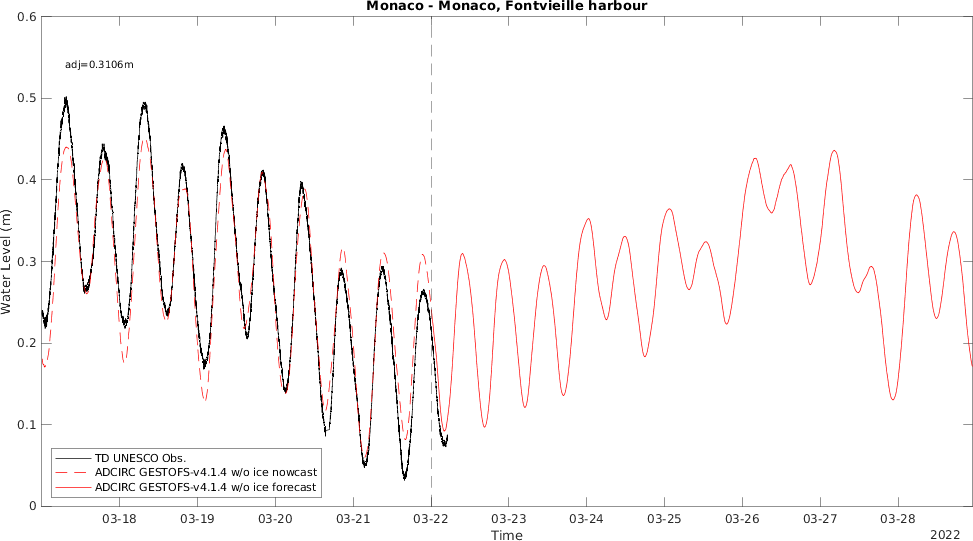 Monaco - Monaco, Fontvieille harbour
adj=0.3106m
0.6
0.5
0.4
0.3
0.2
0.1
0
Water Level (m)
TD UNESCO Obs.
ADCIRC GESTOFS-v4.1.4 w/o ice nowcast
ADCIRC GESTOFS-v4.1.4 w/o ice forecast
03-18 03-19 03-20 03-21 03-22 03-23 03-24 03-25 03-26 03-27 03-28
Time
2022